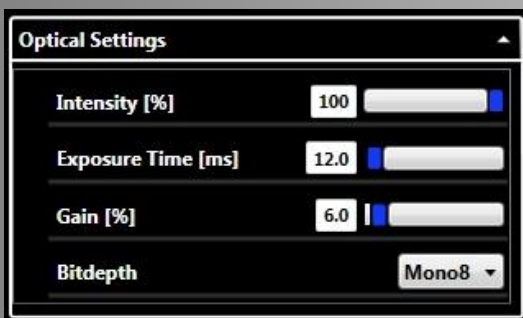 Optical Settings
Intensity [%] 100
Exposure Time [ms] 12.0
Gain [%] 6.0
Bitdepth Mono8